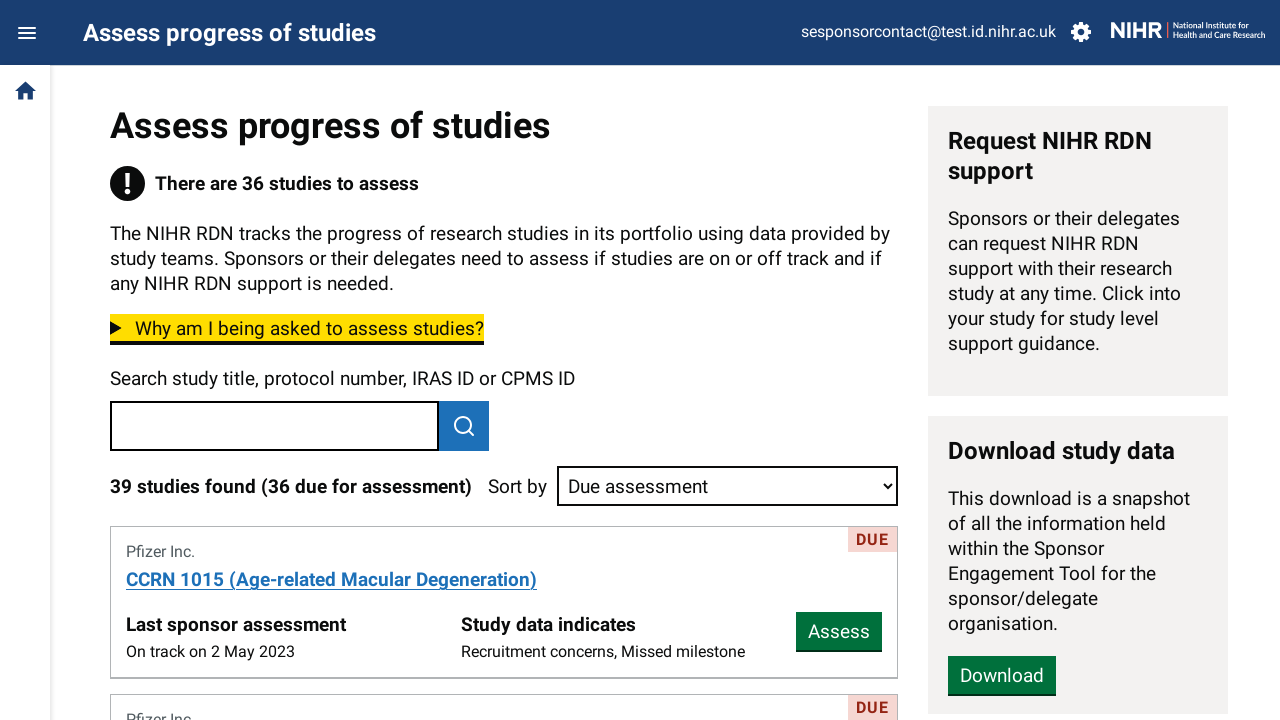 Assess progress of studies
sesponsorcontact@test.id.nihr.ac.uk
NIHR
National Institute for
Health and Care Research
Assess progress of studies
There are 36 studies to assess
The NIHR RDN tracks the progress of research studies in its portfolio using data provided by
study teams. Sponsors or their delegates need to assess if studies are on or off track and if
any NIHR RDN support is needed.
Why am I being asked to assess studies?
Search study title, protocol number, IRAS ID or CPMS ID
39 studies found (36 due for assessment)
Sort by
Due assessment
DUE
Pfizer Inc.
CCRN 1015 (Age-related Macular Degeneration)
Last sponsor assessment
On track on 2 May 2023
Study data indicates
Recruitment concerns, Missed milestone
Assess
DUE
Pfizer Inc.
Request NIHR RDN
support
Sponsors or their delegates
can request NIHR RDN
support with their research
study at any time. Click into
your study for study level
support guidance.
Download study data
This download is a snapshot
of all the information held
within the Sponsor
Engagement Tool for the
sponsor/delegate
organisation.
Download